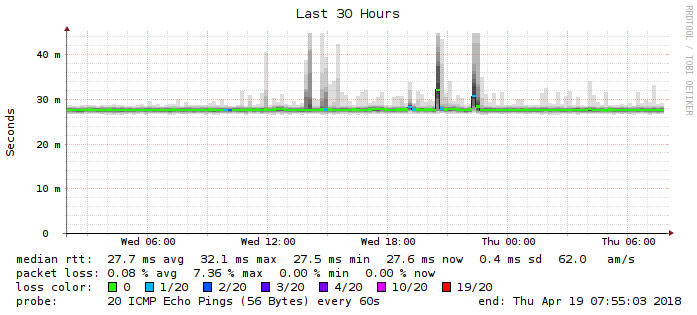 Last 30 Hours
RRDTOOL / TOBI OETIKER
Seconds
40 m
30 m
20 m
10 m
0
Wed 06:00 Wed 12:00 Wed 18:00 Thu 00:00 Thu 06:00
median rtt: 27.7 ms avg 32.1 ms max 27.5 ms min 27.6 ms now 0.4 ms sd 62.0 am/s
packet loss: 0.08 % avg 7.36 % max 0.00 % min 0.00 % now
loss color: 0 1/20 2/20 3/20 4/20 10/20 19/20
probe: 20 ICMP Echo Pings (56 Bytes) every 60s end: Thu Apr 19 07:55:03 2018